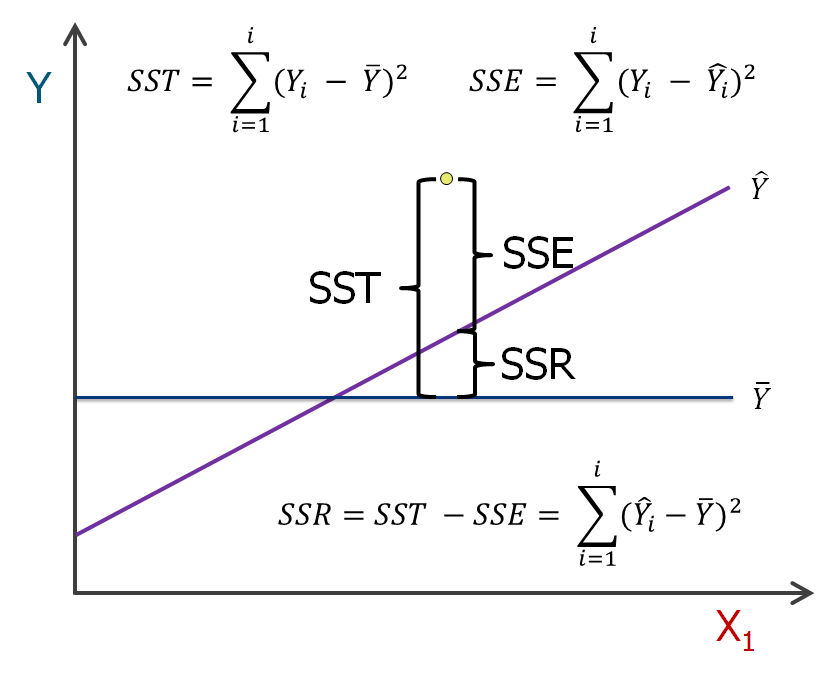 Y
SST = ∑_{i=1}^{i} (Y_i − Ȳ)²
SSE = ∑_{i=1}^{i} (Y_i − Ŷ_i)²
Ŷ
SSE
SST
SSR
Ȳ
SSR = SST − SSE = ∑_{i=1}^{i} (Ŷ_i − Ȳ)²
X₁